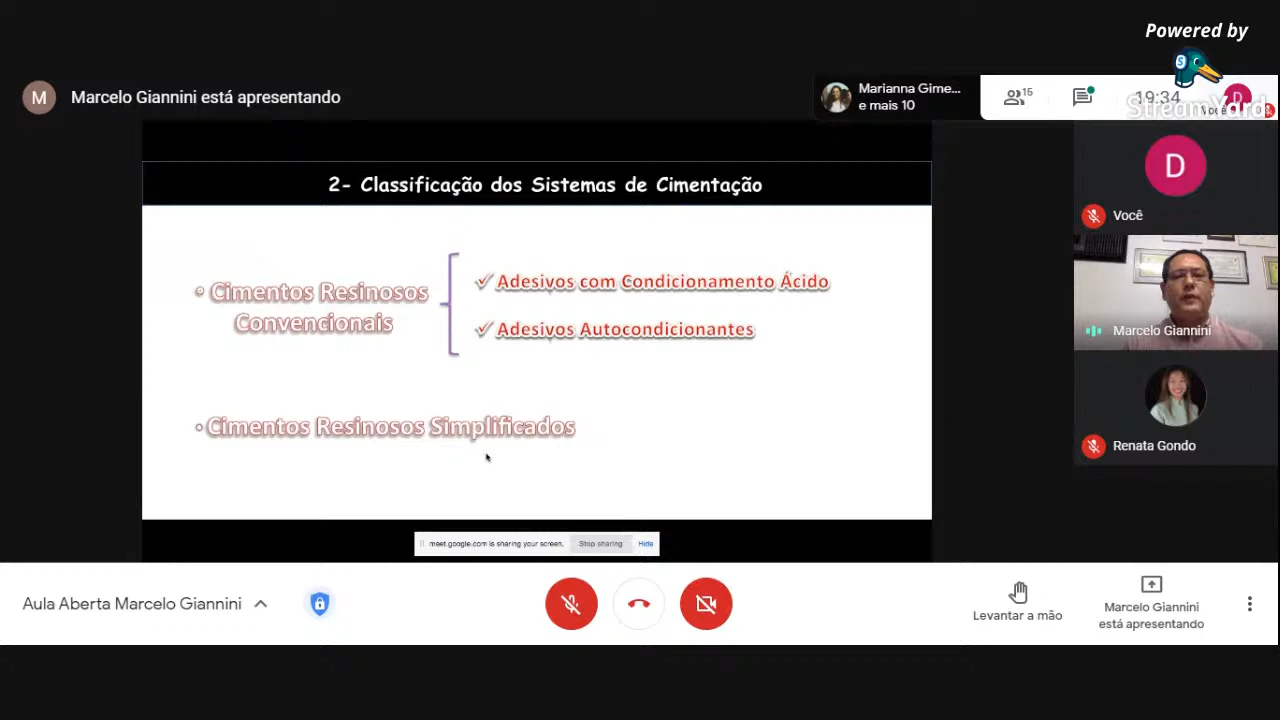 Powered by
StreamYard
M
Marcelo Giannini está apresentando
Marianna Gime...
e mais 10
15
19:34
D
Você
2- Classificação dos Sistemas de Cimentação
• Cimentos Resinosos
Convencionais
✓ Adesivos com Condicionamento Ácido
✓ Adesivos Autocondicionantes
• Cimentos Resinosos Simplificados
D
Você
Marcelo Giannini
Renata Gondo
meet.google.com is sharing your screen.
Stop sharing
Hide
Aula Aberta Marcelo Giannini
Levantar a mão
Marcelo Giannini
está apresentando